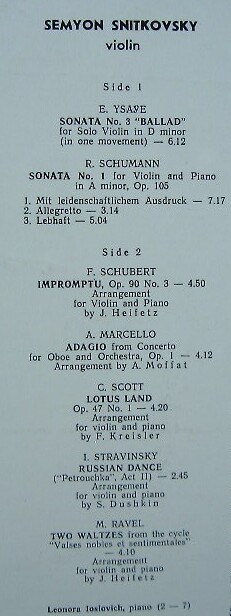 SEMYON SNITKOVSKY
violin
Side 1
E. YSAYE
SONATA No. 3 "BALLAD"
for Solo Violin in D minor
(in one movement) — 6.12
R. SCHUMANN
SONATA No. 1 for Violin and Piano
in A minor, Op. 105
1. Mit leidenschaftlichem Ausdruck — 7.17
2. Allegretto — 3.14
3. Lebhaft — 5.04
Side 2
F. SCHUBERT
IMPROMPTU, Op. 90 No. 3 — 4.50
Arrangement
for Violin and Piano
by J. Heifetz
A. MARCELLO
ADAGIO from Concerto
for Oboe and Orchestra, Op. 1 — 4.12
Arrangement by A. Moffat
C. SCOTT
LOTUS LAND
Op. 47 No. 1 — 4.20
Arrangement
for violin and piano
by F. Kreisler
I. STRAVINSKY
RUSSIAN DANCE
("Petrouchka", Act II) — 2.45
Arrangement
for violin and piano
by S. Dushkin
M. RAVEL
TWO WALTZES from the cycle
"Valses nobles et sentimentales"
— 4.10
Arrangement
for violin and piano
by J. Heifetz
Leonora Ioslovich, piano (2 — 7)